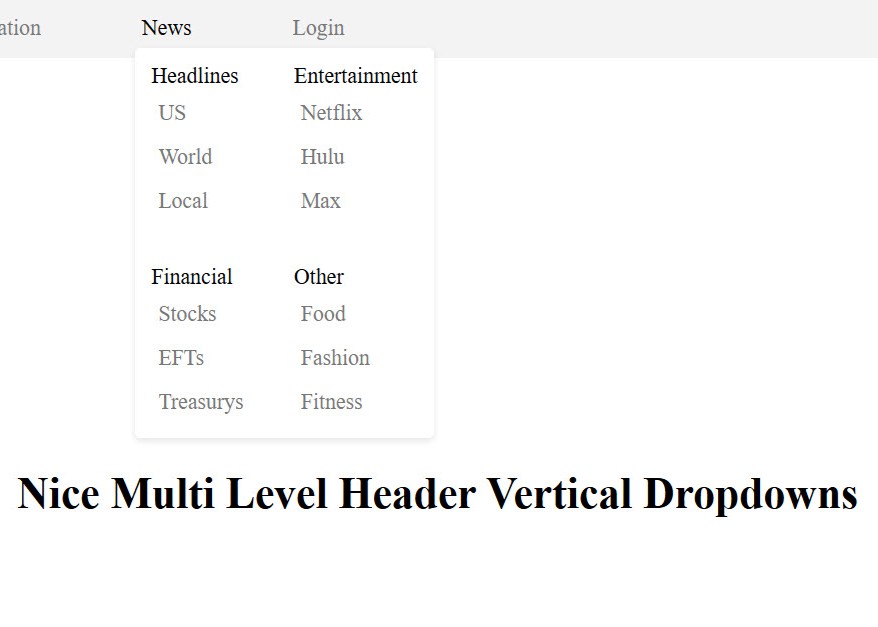 ation News Login
Headlines Entertainment
US Netflix
World Hulu
Local Max
Financial Other
Stocks Food
EFTs Fashion
Treasurys Fitness
Nice Multi Level Header Vertical Dropdowns